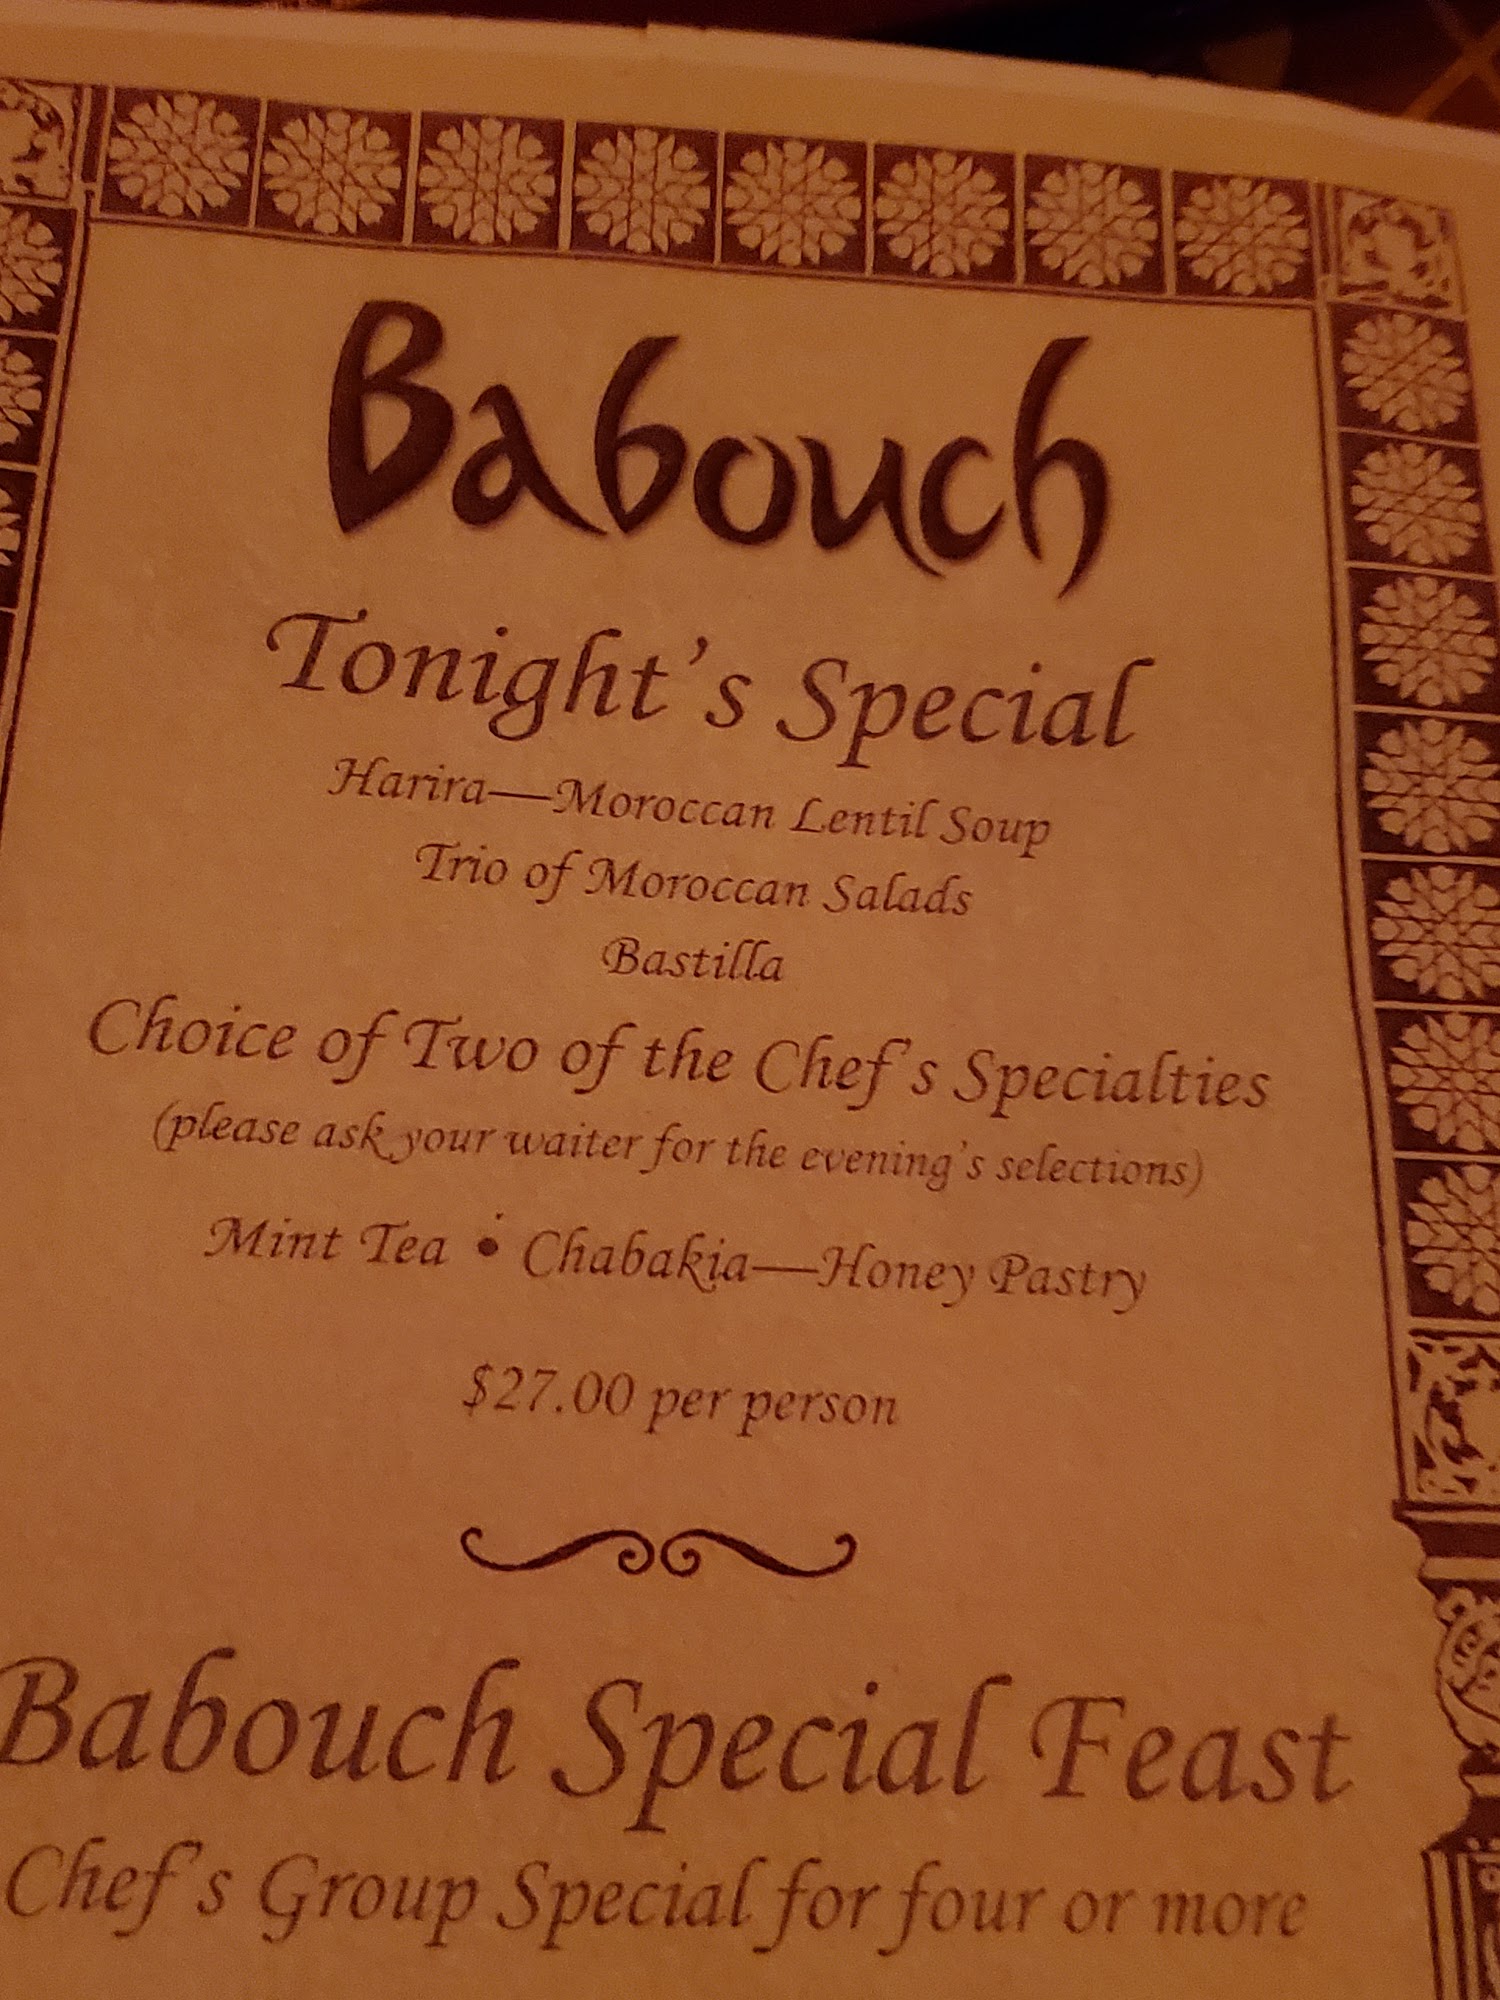 Babouch
Tonight's Special
Harira—Moroccan Lentil Soup
Trio of Moroccan Salads
Bastilla
Choice of Two of the Chef's Specialties
(please ask your waiter for the evening's selections)
Mint Tea • Chabakia—Honey Pastry
$27.00 per person
Babouch Special Feast
Chef's Group Special for four or more